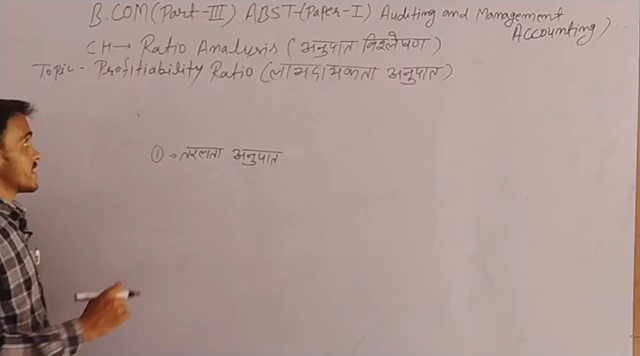 B.COM (Part-III) ABST-(Paper-I) Auditing and Management Accounting)
CH→ Ratio Analysis (अनुपात विश्लेषण)
Topic - Profitiability Ratio (लाभदायकता अनुपात)
① → तरलता अनुपात